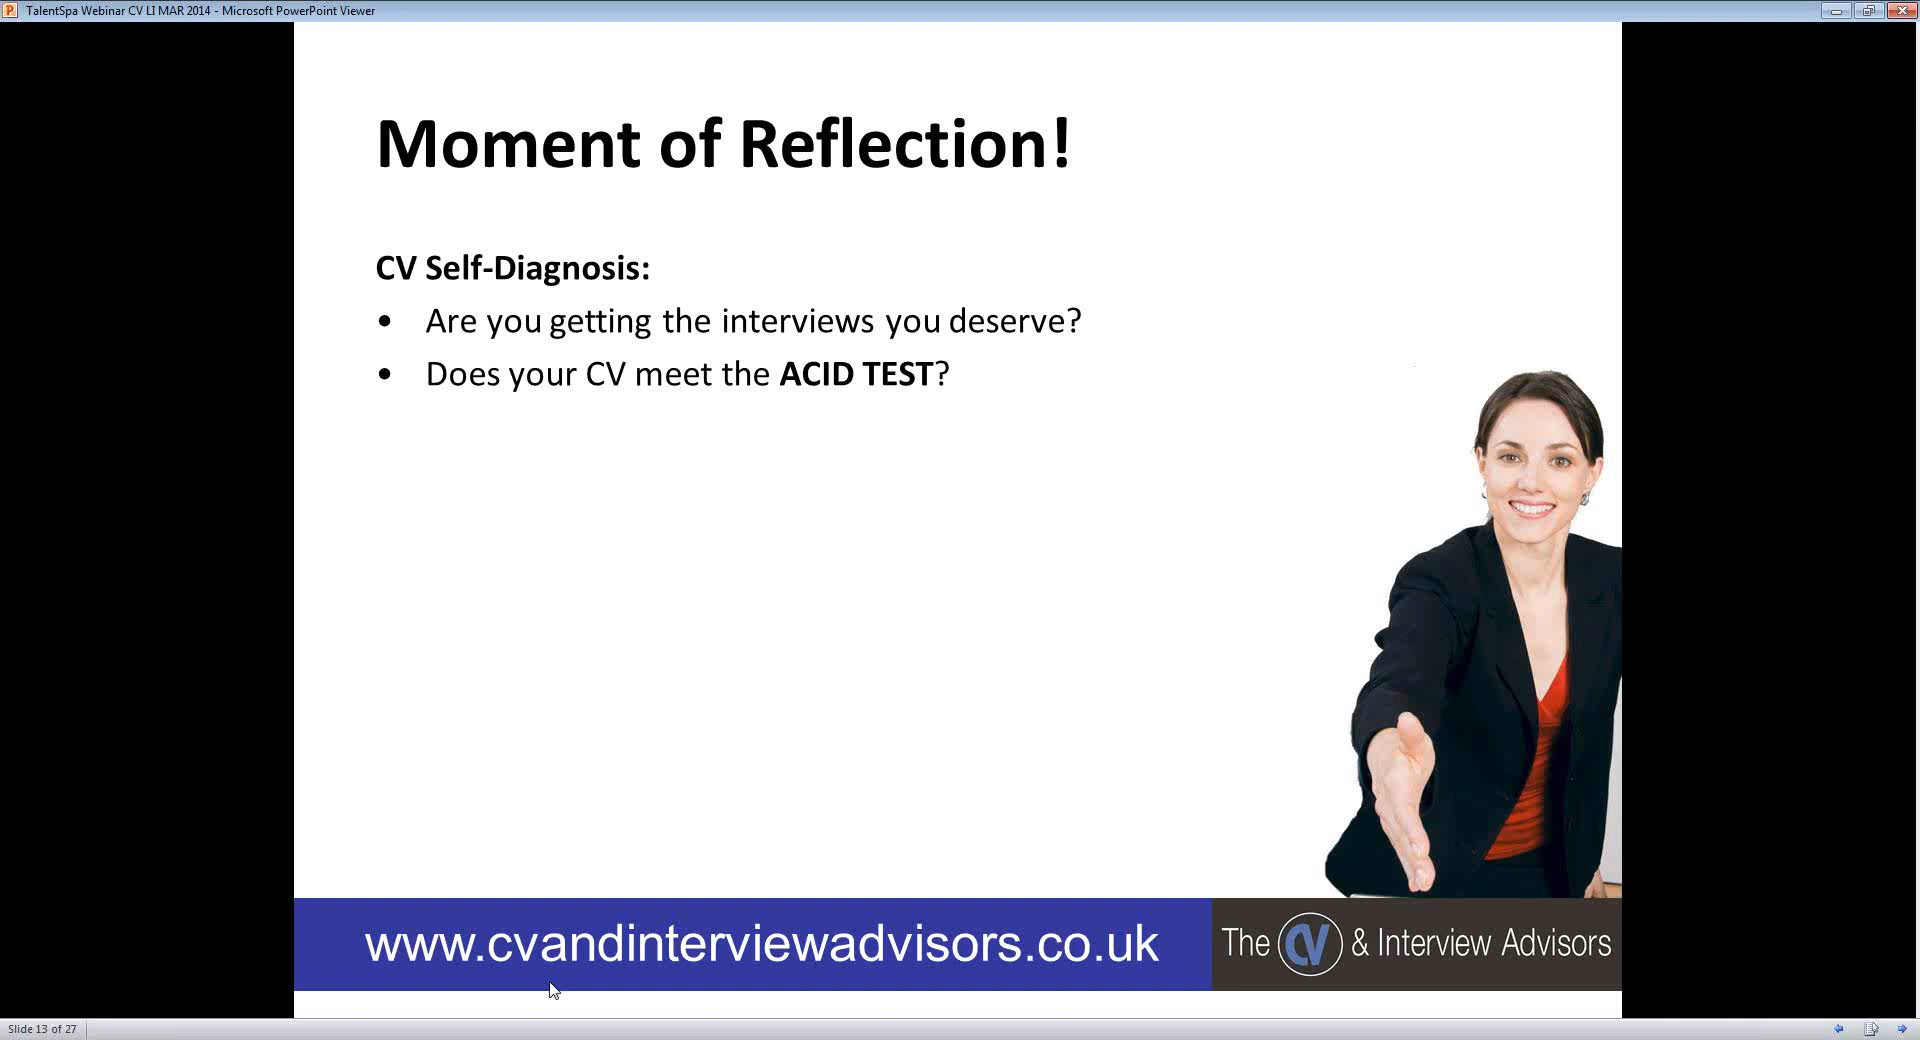 TalentSpa Webinar CV LI MAR 2014 - Microsoft PowerPoint Viewer
Moment of Reflection!
CV Self-Diagnosis:
• Are you getting the interviews you deserve?
• Does your CV meet the ACID TEST?
www.cvandinterviewadvisors.co.uk
The CV & Interview Advisors
Slide 13 of 27